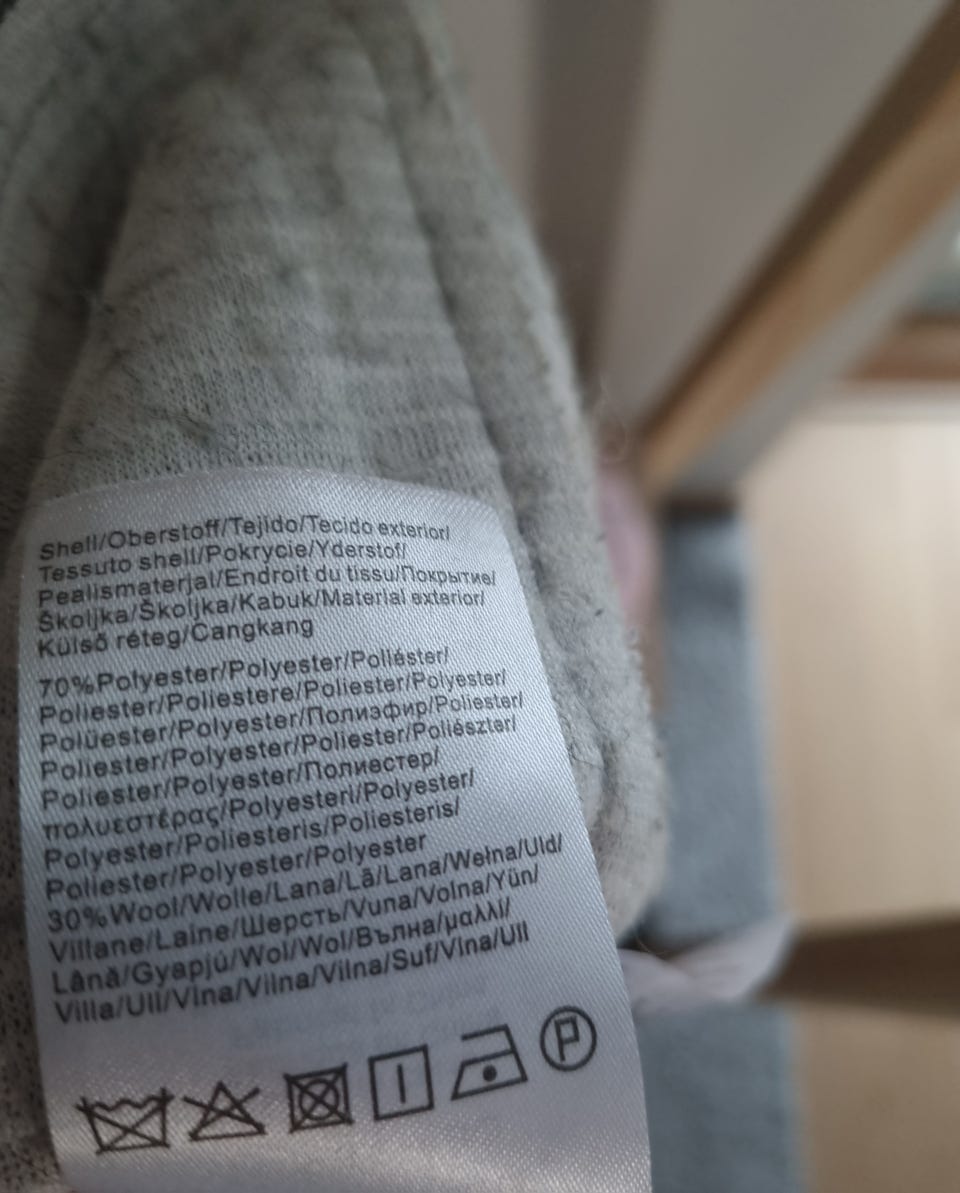 Shell/Oberstoff/Tejido/Tecido exterior/
Tessuto shell/Pokrycie/Yderstof/
Pealismaterjal/Endroit du tissu/Покрытие/
Školjka/Školjka/Kabuk/Material exterior/
Külső réteg/Cangkang
70%Polyester/Polyester/Poliéster/
Poliester/Poliestere/Poliester/Polyester/
Polüester/Polyester/Полиэфир/Poliester/
Poliester/Polyester/Poliester/Poliészter/
Poliester/Polyester/Полиестер/
πολυεστέρας/Polyesteri/Polyester/
Polyester/Poliesteris/Poliesteris/
Poliester/Polyester/Polyester
30%Wool/Wolle/Lana/Lã/Lana/Wełna/Uld/
Villane/Laine/Шерсть/Vuna/Volna/Yün/
Lână/Gyapjú/Wol/Wol/Вълна/μαλλί/
Villa/Ull/Vlna/Vilna/Vilna/Suf/Vlna/Ull
P